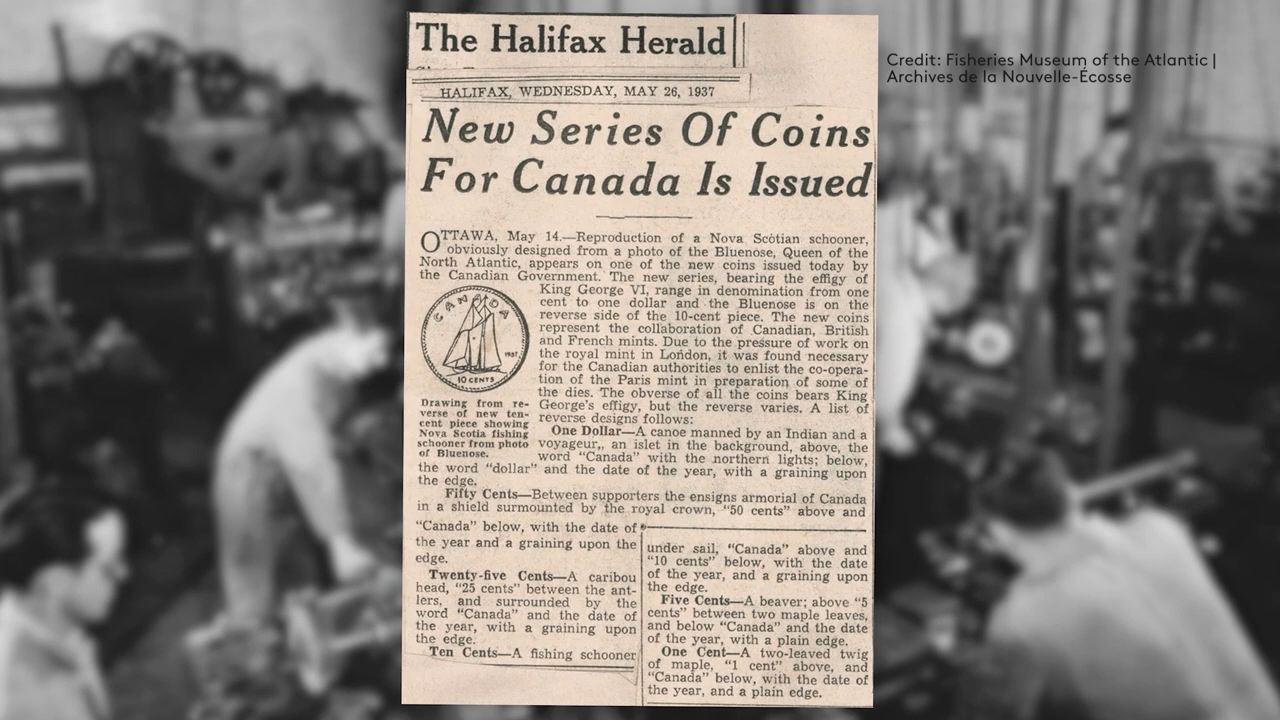 The Halifax Herald
HALIFAX, WEDNESDAY, MAY 26, 1937
New Series Of Coins
For Canada Is Issued
OTTAWA, May 14.—Reproduction of a Nova Scotian schooner,
obviously designed from a photo of the Bluenose, Queen of the
North Atlantic, appears on one of the new coins issued today by
the Canadian Government. The new series, bearing the effigy of
King George VI, range in denomination from one
cent to one dollar and the Bluenose is on the
reverse side of the 10-cent piece. The new coins
represent the collaboration of Canadian, British
and French mints. Due to the pressure of work on
the royal mint in London, it was found necessary
for the Canadian authorities to enlist the co-opera-
tion of the Paris mint in preparation of some of
the dies. The obverse of all the coins bears King
George's effigy, but the reverse varies. A list of
reverse designs follows:
CANADA
1937
10 CENTS
Drawing from re-
verse of new ten-
cent piece showing
Nova Scotia fishing
schooner from photo
of Bluenose.
One Dollar—A canoe manned by an Indian and a
voyageur,, an islet in the background, above, the
word "Canada" with the northern lights; below,
the word "dollar" and the date of the year, with a graining upon
the edge.
Fifty Cents—Between supporters the ensigns armorial of Canada
in a shield surmounted by the royal crown, "50 cents" above and
"Canada" below, with the date of
the year and a graining upon the
edge.
Twenty-five Cents—A caribou
head, "25 cents" between the ant-
lers, and surrounded by the
word "Canada" and the date of
the year, with a graining upon
the edge.
Ten Cents—A fishing schooner
under sail, "Canada" above and
"10 cents" below, with the date
of the year, and a graining upon
the edge.
Five Cents—A beaver; above "5
cents" between two maple leaves,
and below "Canada" and the date
of the year, with a plain edge.
One Cent—A two-leaved twig
of maple, "1 cent" above, and
"Canada" below, with the date of
the year, and a plain edge.
Credit: Fisheries Museum of the Atlantic |
Archives de la Nouvelle-Écosse